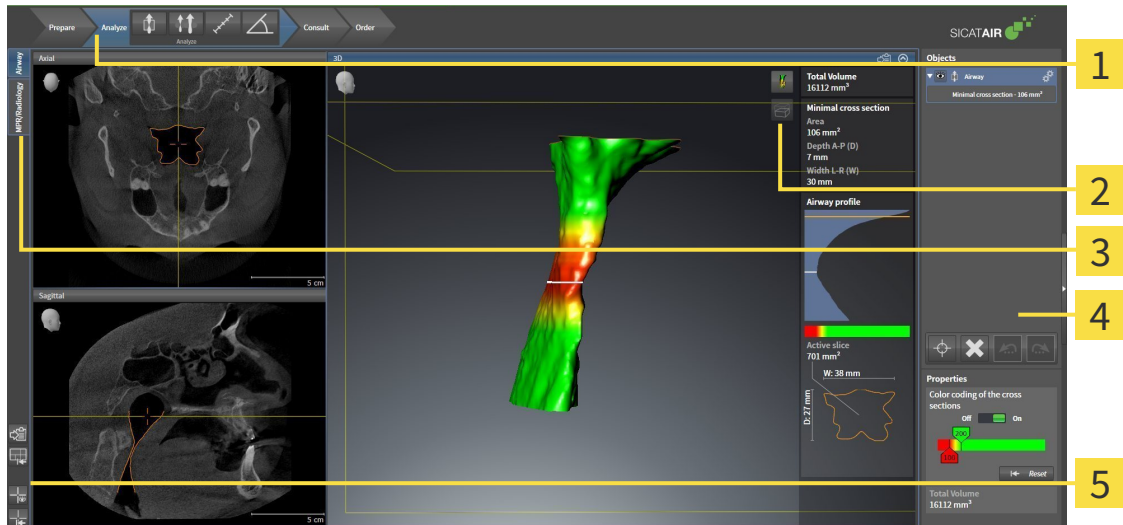 Prepare
Analyze
Analyze
Consult
Order
SICATAIR
1
Airway
MPR/Radiology
Axial
5 cm
Sagittal
5 cm
3D
Total Volume
16112 mm³
Minimal cross section
Area
106 mm²
Depth A-P (D)
7 mm
Width L-R (W)
30 mm
Airway profile
Active slice
701 mm²
W: 38 mm
D: 27 mm
Objects
Airway
Minimal cross section - 106 mm²
2
3
4
Properties
Color coding of the cross
sections
Off
On
200
100
Reset
Total Volume
16112 mm³
5